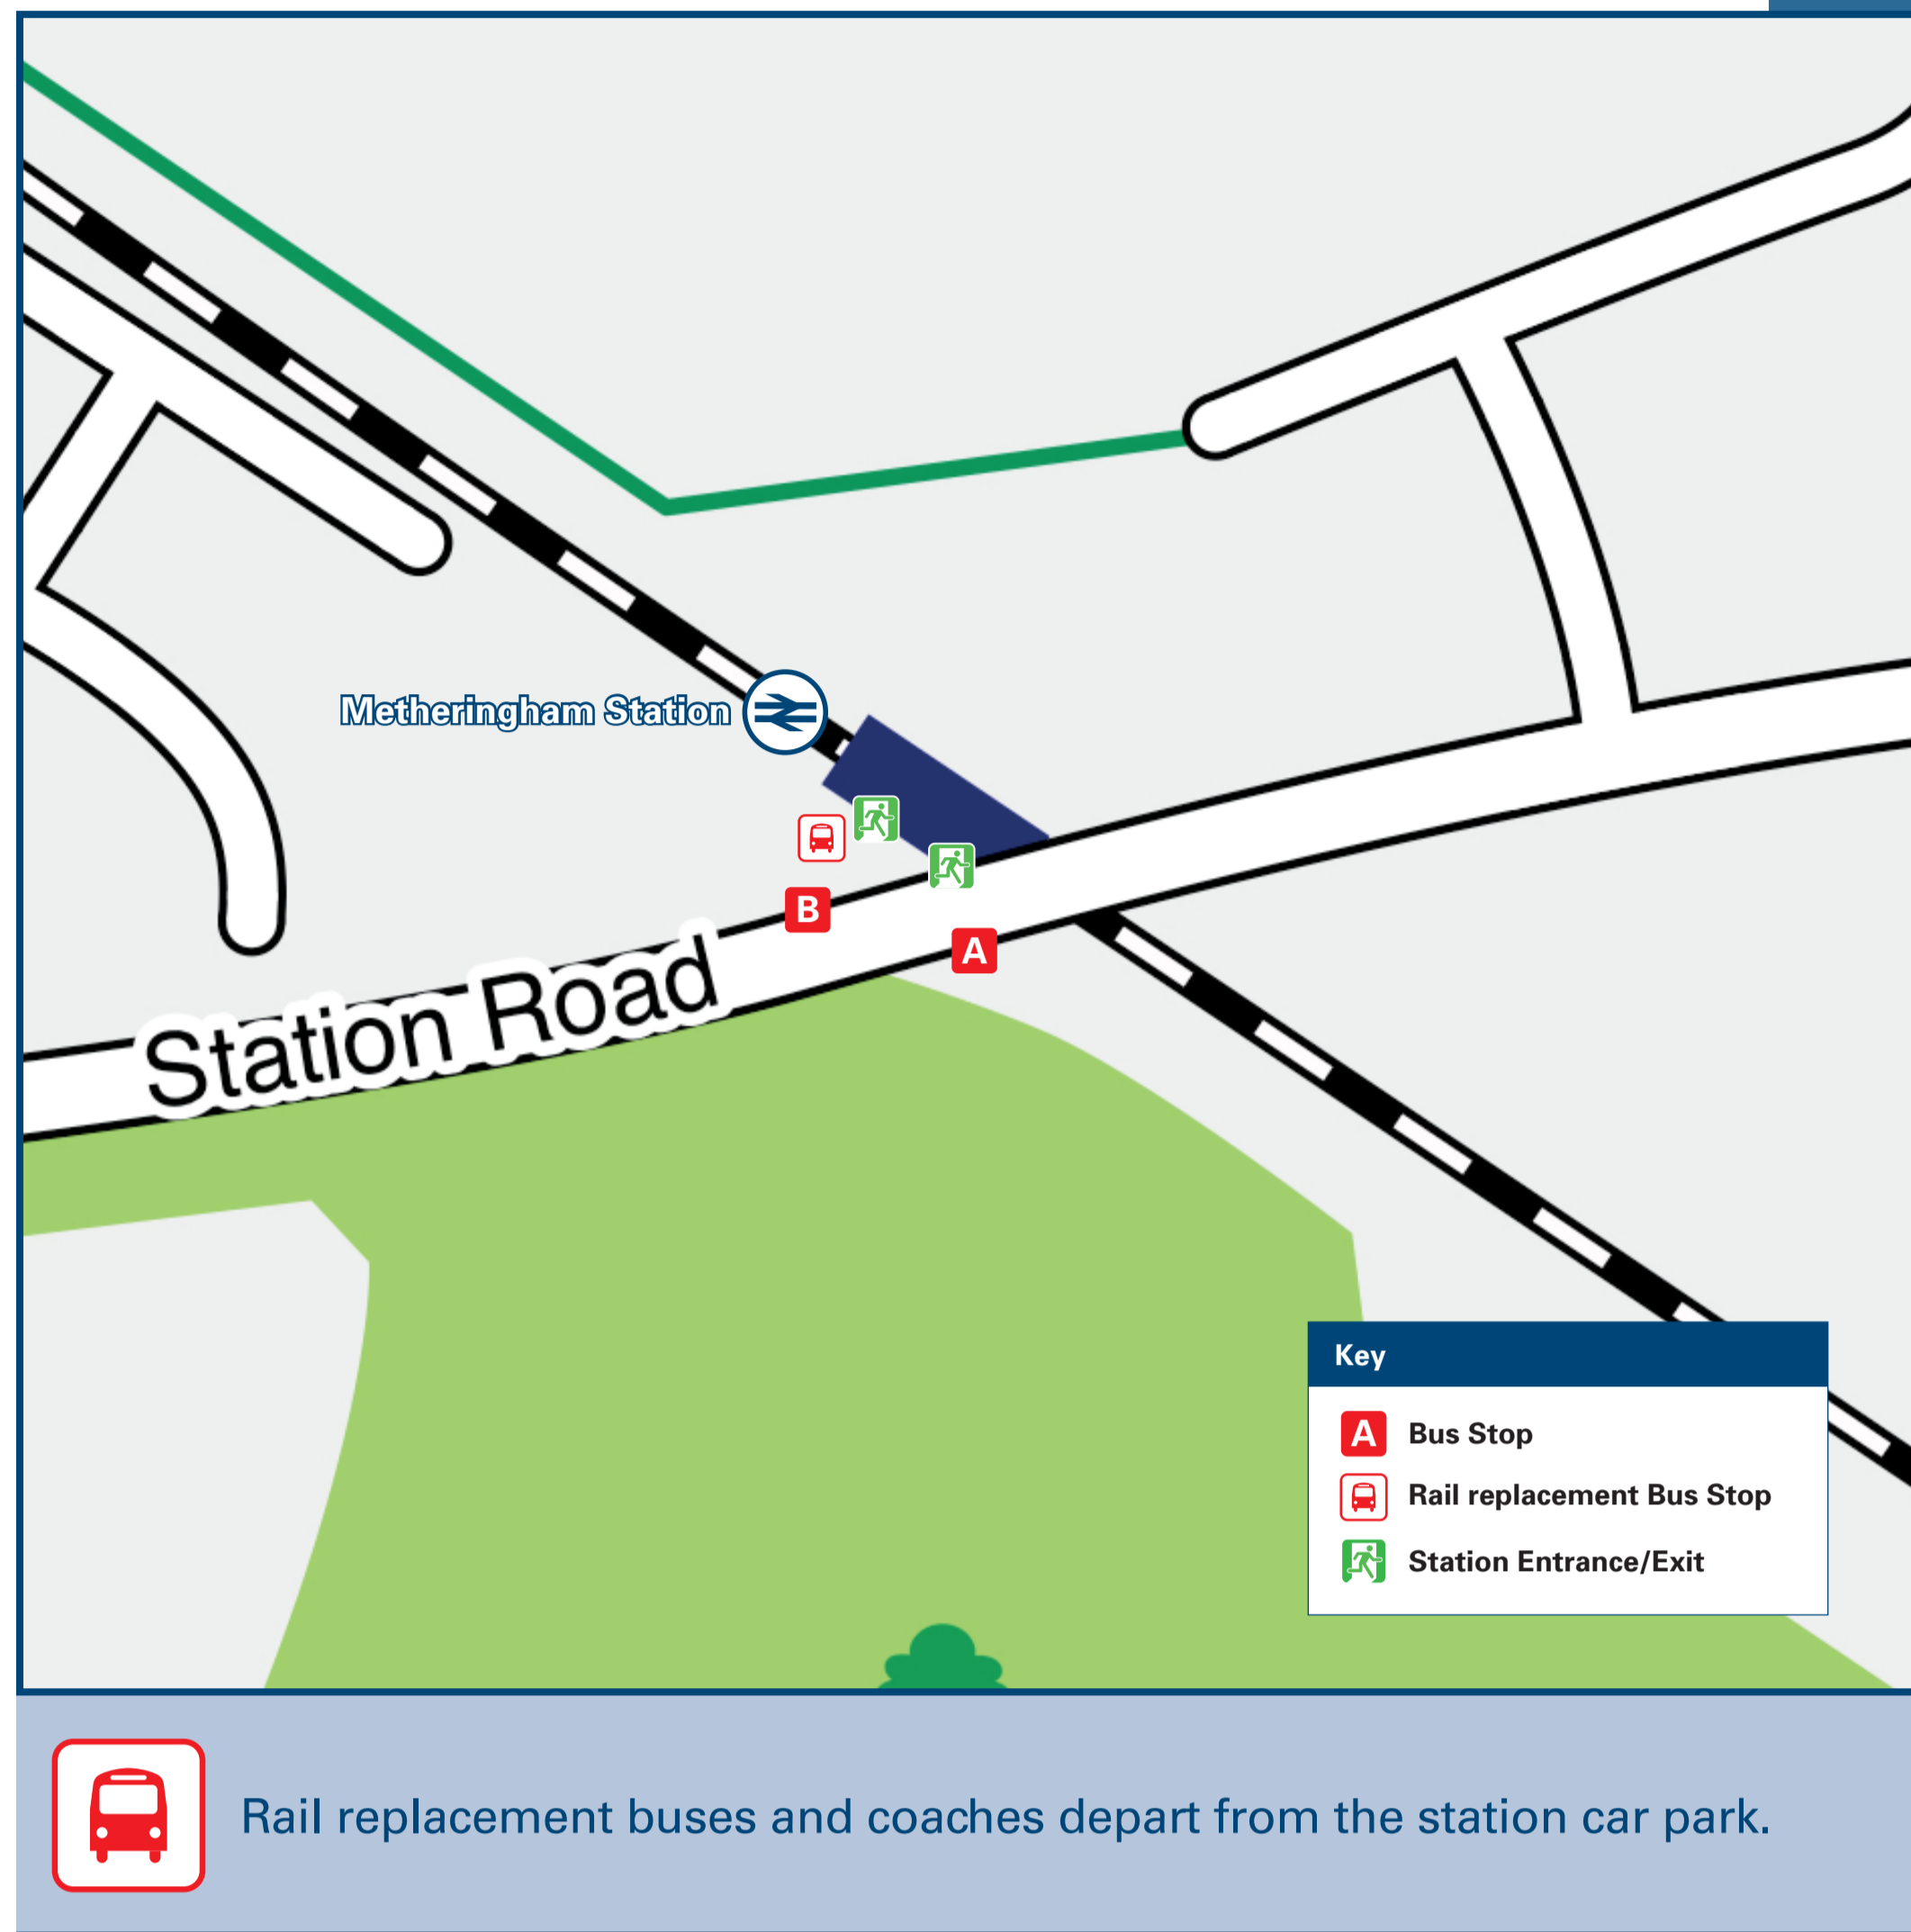 Metheringham Station
B
A
Station Road
Key
A Bus Stop
Rail replacement Bus Stop
Station Entrance/Exit
Rail replacement buses and coaches depart from the station car park.